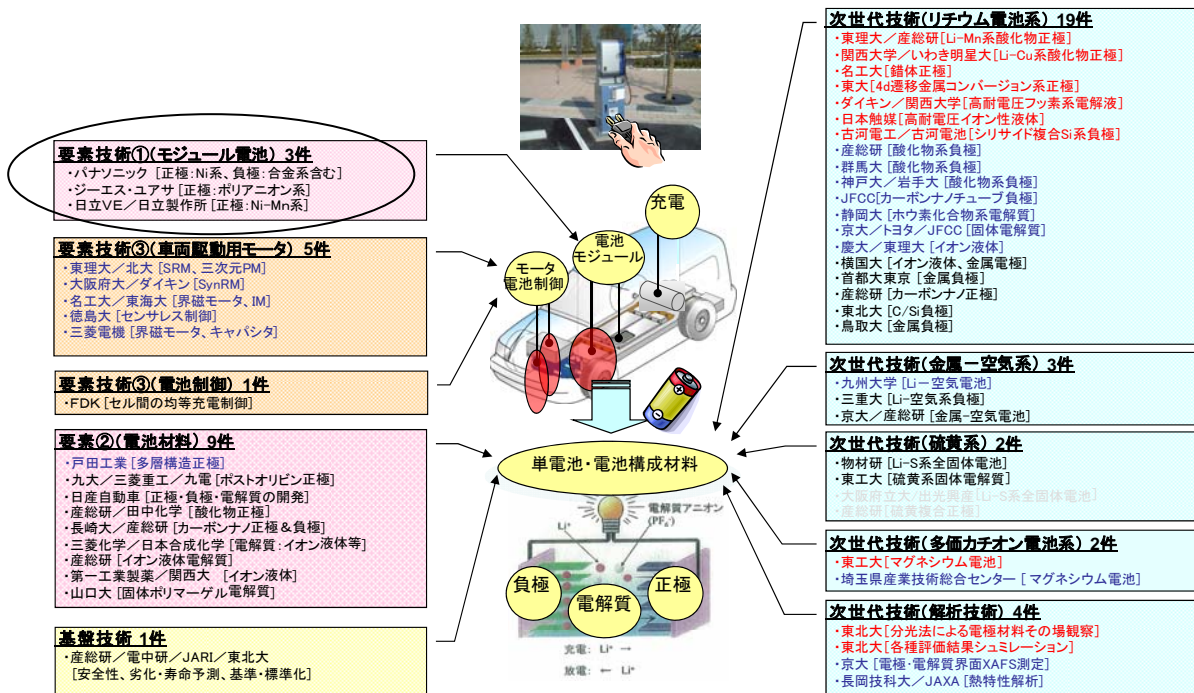 要素技術①(モジュール電池) 3件
・パナソニック [正極:Ni系、負極:合金系含む]
・ジーエス・ユアサ [正極:ポリアニオン系]
・日立VE/日立製作所 [正極:Ni-Mn系]
要素技術③(車両駆動用モータ) 5件
・東理大/北大 [SRM、三次元PM]
・大阪府大/ダイキン [SynRM]
・名工大/東海大 [界磁モータ、IM]
・徳島大 [センサレス制御]
・三菱電機 [界磁モータ、キャパシタ]
要素技術③(電池制御) 1件
・FDK [セル間の均等充電制御]
要素②(電池材料) 9件
・戸田工業 [多層構造正極]
・九大/三菱重工/九電 [ポストオリビン正極]
・日産自動車 [正極・負極・電解質の開発]
・産総研/田中化学 [酸化物正極]
・長崎大/産総研 [カーボンナノ正極&負極]
・三菱化学/日本合成化学 [電解質:イオン液体等]
・産総研 [イオン液体電解質]
・第一工業製薬/関西大 [イオン液体]
・山口大 [固体ポリマーゲル電解質]
基盤技術 1件
・産総研/電中研/JARI/東北大
[安全性、劣化・寿命予測、基準・標準化]
充電
電池
モジュール
モータ
電池制御
単電池・電池構成材料
電解質アニオン
(PF₆⁻)
Li⁺
Li⁺
負極
電解質
正極
充電: Li⁺ →
放電: ← Li⁺
次世代技術(リチウム電池系) 19件
・東理大/産総研[Li-Mn系酸化物正極]
・関西大学/いわき明星大[Li-Cu系酸化物正極]
・名工大[錯体正極]
・東大[4d遷移金属コンバージョン系正極]
・ダイキン/関西大学[高耐電圧フッ素系電解液]
・日本触媒[高耐電圧イオン性液体]
・古河電工/古河電池[シリサイド複合Si系負極]
・産総研 [酸化物系負極]
・群馬大 [酸化物系負極]
・神戸大/岩手大 [酸化物系負極]
・JFCC[カーボンナノチューブ負極]
・静岡大 [ホウ素化合物系電解質]
・京大/トヨタ/JFCC [固体電解質]
・慶大/東理大 [イオン液体]
・横国大 [イオン液体、金属電極]
・首都大東京 [金属負極]
・産総研 [カーボンナノ正極]
・東北大 [C/Si負極]
・鳥取大 [金属負極]
次世代技術(金属-空気系) 3件
・九州大学 [Li-空気電池]
・三重大 [Li-空気系負極]
・京大/産総研 [金属-空気電池]
次世代技術(硫黄系) 2件
・物材研 [Li-S系全固体電池]
・東工大 [硫黄系固体電解質]
・大阪府立大/出光興産[Li-S系全固体電池]
・産総研[硫黄複合正極]
次世代技術(多価カチオン電池系) 2件
・東工大[マグネシウム電池]
・埼玉県産業技術総合センター [ マグネシウム電池]
次世代技術(解析技術) 4件
・東北大[分光法による電極材料その場観察]
・東北大[各種評価結果シュミレーション]
・京大 [電極・電解質界面XAFS測定]
・長岡技科大/JAXA [熱特性解析]